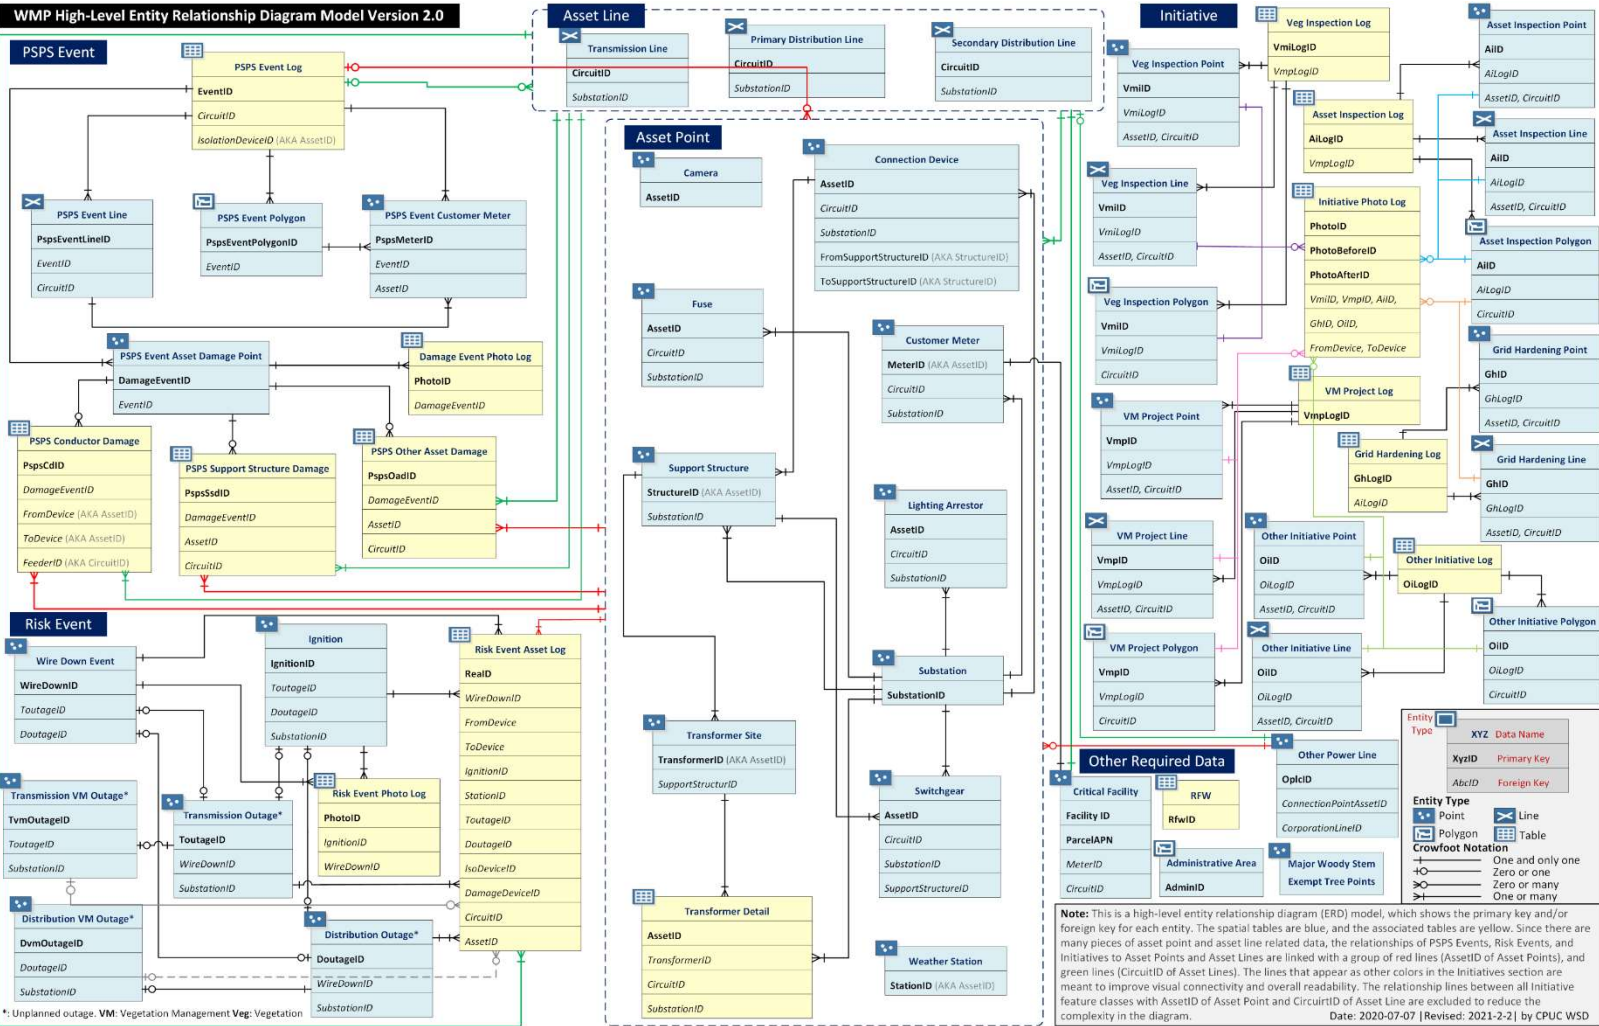 WMP High-Level Entity Relationship Diagram Model Version 2.0
PSPS Event
PSPS Event Log
EventID
CircuitID
IsolationDeviceID (AKA AssetID)
PSPS Event Line
PspsEventLineID
EventID
CircuitID
PSPS Event Polygon
PspsEventPolygonID
EventID
PSPS Event Customer Meter
PspsMeterID
EventID
AssetID
PSPS Event Asset Damage Point
DamageEventID
EventID
Damage Event Photo Log
PhotoID
DamageEventID
PSPS Conductor Damage
PspsCdID
DamageEventID
FromDevice (AKA AssetID)
ToDevice (AKA AssetID)
FeederID (AKA CircuitID)
PSPS Support Structure Damage
PspsSsdID
DamageEventID
AssetID
CircuitID
PSPS Other Asset Damage
PspsOadID
DamageEventID
AssetID
CircuitID
Risk Event
Wire Down Event
WireDownID
ToutageID
DoutageID
Ignition
IgnitionID
ToutageID
DoutageID
SubstationID
Risk Event Asset Log
ReaID
WireDownID
FromDevice
ToDevice
IgnitionID
StationID
ToutageID
DoutageID
IsoDeviceID
DamageDeviceID
CircuitID
AssetID
Transmission VM Outage*
TvmOutageID
ToutageID
SubstationID
Transmission Outage*
ToutageID
WireDownID
SubstationID
Risk Event Photo Log
PhotoID
IgnitionID
WireDownID
Distribution VM Outage*
DvmOutageID
DoutageID
SubstationID
Distribution Outage*
DoutageID
WireDownID
SubstationID
*: Unplanned outage. VM: Vegetation Management Veg: Vegetation
Asset Line
Transmission Line
CircuitID
SubstationID
Primary Distribution Line
CircuitID
SubstationID
Secondary Distribution Line
CircuitID
SubstationID
Asset Point
Camera
AssetID
Connection Device
AssetID
CircuitID
SubstationID
FromSupportStructureID (AKA StructureID)
ToSupportStructureID (AKA StructureID)
Fuse
AssetID
CircuitID
SubstationID
Customer Meter
MeterID (AKA AssetID)
CircuitID
SubstationID
Support Structure
StructureID (AKA AssetID)
SubstationID
Lighting Arrestor
AssetID
CircuitID
SubstationID
Substation
SubstationID
Transformer Site
TransformerID (AKA AssetID)
SupportStructurID
Switchgear
AssetID
CircuitID
SubstationID
SupportStructureID
Transformer Detail
AssetID
TransformerID
CircuitID
SubstationID
Weather Station
StationID (AKA AssetID)
Initiative
Veg Inspection Log
VmiLogID
VmpLogID
Veg Inspection Point
VmiID
VmiLogID
AssetID, CircuitID
Veg Inspection Line
VmiID
VmiLogID
AssetID, CircuitID
Veg Inspection Polygon
VmiID
VmiLogID
CircuitID
Asset Inspection Point
AiID
AiLogID
AssetID, CircuitID
Asset Inspection Log
AiLogID
VmpLogID
Asset Inspection Line
AiID
AiLogID
AssetID, CircuitID
Asset Inspection Polygon
AiID
AiLogID
CircuitID
Initiative Photo Log
PhotoID
PhotoBeforeID
PhotoAfterID
VmiID, VmpID, AiID,
GhID, OiID,
FromDevice, ToDevice
VM Project Log
VmpLogID
VM Project Point
VmpID
VmpLogID
AssetID, CircuitID
VM Project Line
VmpID
VmpLogID
AssetID, CircuitID
VM Project Polygon
VmpID
VmpLogID
CircuitID
Grid Hardening Point
GhID
GhLogID
AssetID, CircuitID
Grid Hardening Log
GhLogID
AiLogID
Grid Hardening Line
GhID
GhLogID
AssetID, CircuitID
Other Initiative Point
OiID
OiLogID
AssetID, CircuitID
Other Initiative Log
OiLogID
Other Initiative Line
OiID
OiLogID
AssetID, CircuitID
Other Initiative Polygon
OiID
OiLogID
CircuitID
Other Required Data
Critical Facility
Facility ID
ParcelAPN
MeterID
CircuitID
RFW
RfwID
Administrative Area
AdminID
Other Power Line
OplcID
ConnectionPointAssetID
CorporationLineID
Major Woody Stem
Exempt Tree Points
Entity
Type
XYZ Data Name
XyzID Primary Key
AbcID Foreign Key
Entity Type
Point
Line
Polygon
Table
Crowfoot Notation
One and only one
Zero or one
Zero or many
One or many
Note: This is a high-level entity relationship diagram (ERD) model, which shows the primary key and/or
foreign key for each entity. The spatial tables are blue, and the associated tables are yellow. Since there are
many pieces of asset point and asset line related data, the relationships of PSPS Events, Risk Events, and
Initiatives to Asset Points and Asset Lines are linked with a group of red lines (AssetID of Asset Points), and
green lines (CircuitID of Asset Lines). The lines that appear as other colors in the Initiatives section are
meant to improve visual connectivity and overall readability. The relationship lines between all Initiative
feature classes with AssetID of Asset Point and CircuirtID of Asset Line are excluded to reduce the
complexity in the diagram.
Date: 2020-07-07 |Revised: 2021-2-2| by CPUC WSD